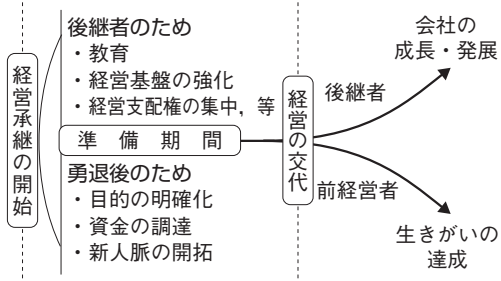 経営承継の開始
後継者のため
・教育
・経営基盤の強化
・経営支配権の集中，等
準備期間
勇退後のため
・目的の明確化
・資金の調達
・新人脈の開拓
経営の交代
後継者
会社の
成長・発展
前経営者
生きがいの
達成